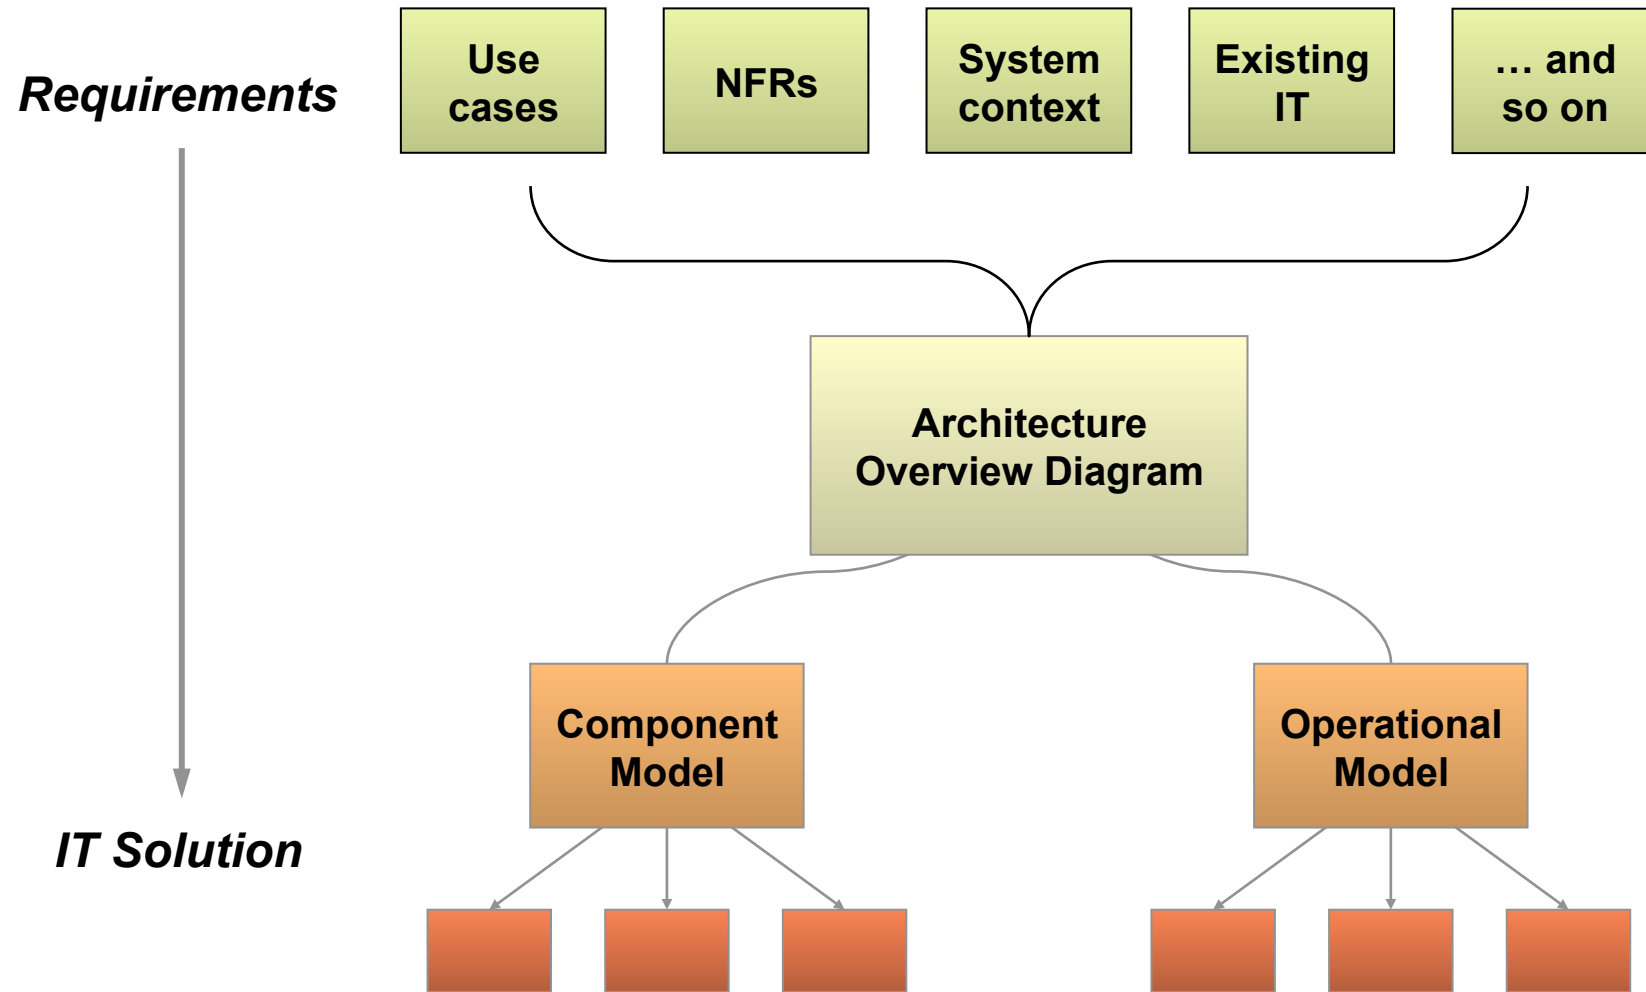 Requirements
Use
cases
NFRs
System
context
Existing
IT
… and
so on
Architecture
Overview Diagram
Component
Model
Operational
Model
IT Solution